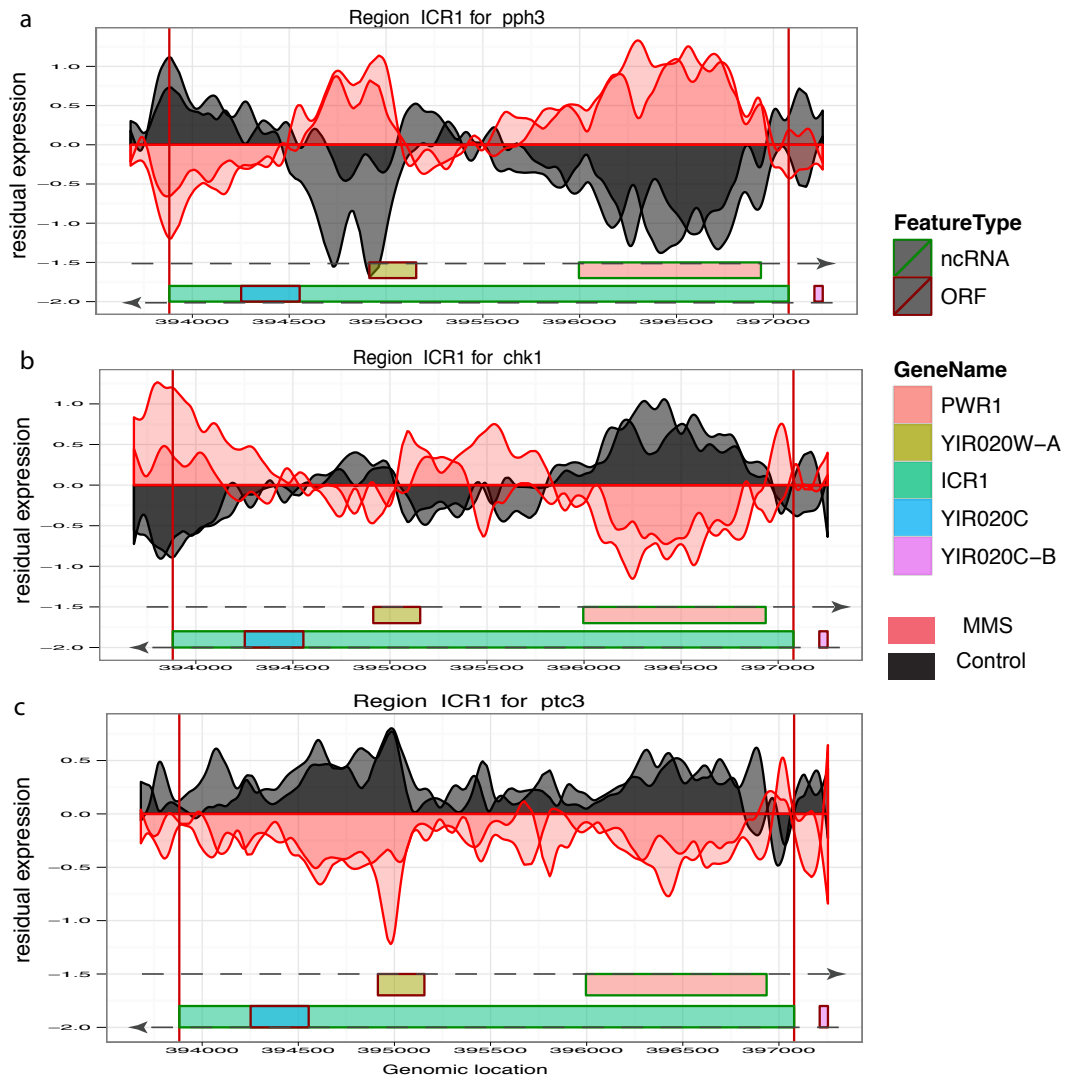 a
Region ICR1 for pph3
residual expression
1.0
0.5
0.0
−0.5
−1.0
−1.5
−2.0
394000 394500 395000 395500 396000 396500 397000
b
Region ICR1 for chk1
residual expression
1.0
0.5
0.0
−0.5
−1.0
−1.5
−2.0
394000 394500 395000 395500 396000 396500 397000
c
Region ICR1 for ptc3
residual expression
0.5
0.0
−0.5
−1.0
−1.5
−2.0
394000 394500 395000 395500 396000 396500 397000
Genomic location
FeatureType
ncRNA
ORF
GeneName
PWR1
YIR020W−A
ICR1
YIR020C
YIR020C−B
MMS
Control